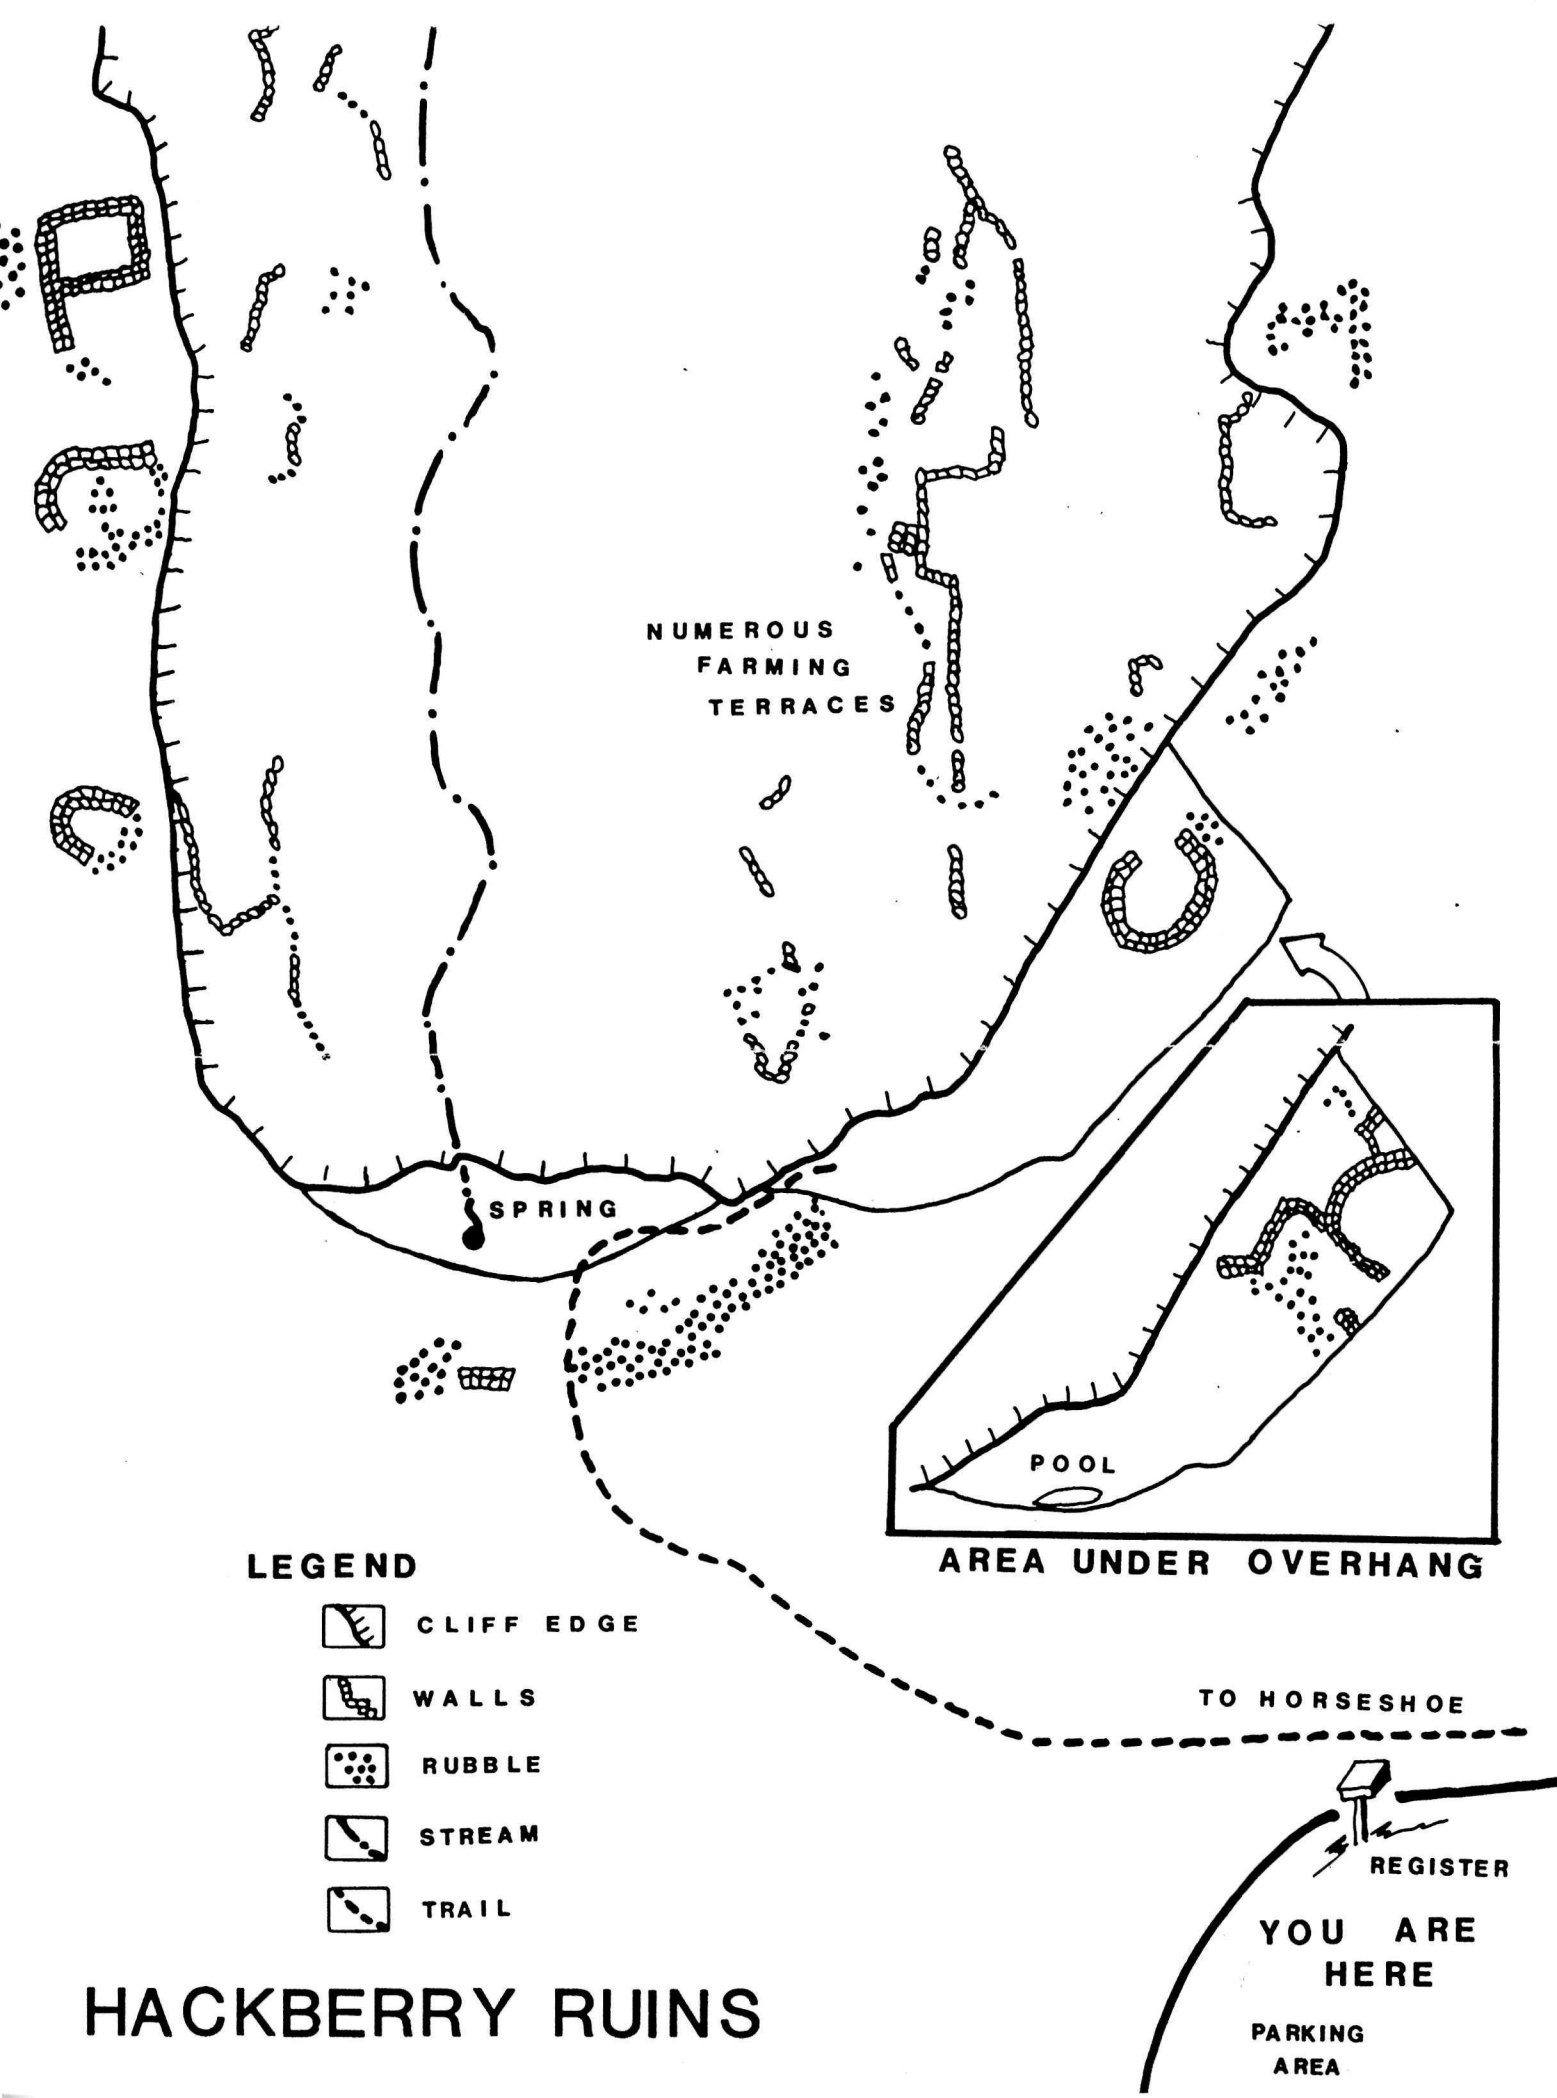 NUMEROUS
FARMING
TERRACES
SPRING
POOL
AREA UNDER OVERHANG
LEGEND
CLIFF EDGE
WALLS
RUBBLE
STREAM
TRAIL
TO HORSESHOE
REGISTER
YOU ARE
HERE
PARKING
AREA
HACKBERRY RUINS